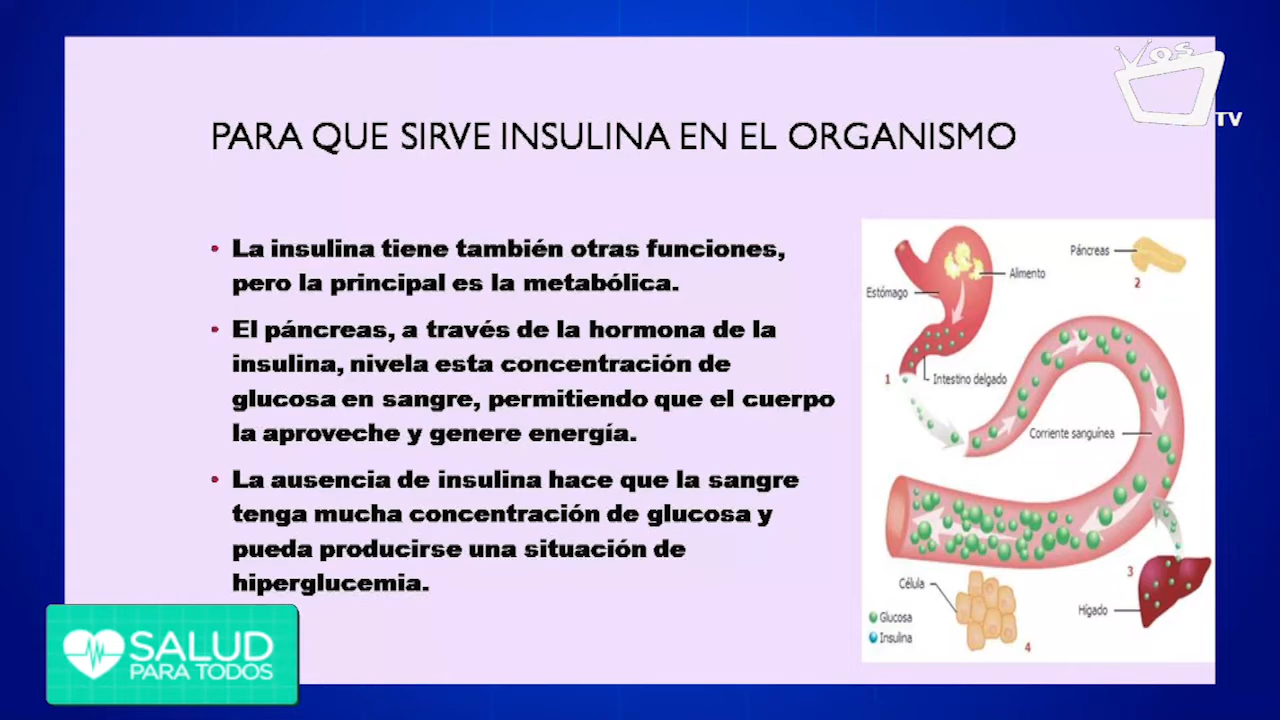 OS
TV
PARA QUE SIRVE INSULINA EN EL ORGANISMO
• La insulina tiene también otras funciones,
pero la principal es la metabólica.
• El páncreas, a través de la hormona de la
insulina, nivela esta concentración de
glucosa en sangre, permitiendo que el cuerpo
la aproveche y genere energía.
• La ausencia de insulina hace que la sangre
tenga mucha concentración de glucosa y
pueda producirse una situación de
hiperglucemia.
Páncreas
2
Alimento
Estómago
1
Intestino delgado
Corriente sanguínea
3
Célula
Hígado
Glucosa
Insulina
4
SALUD
PARA TODOS